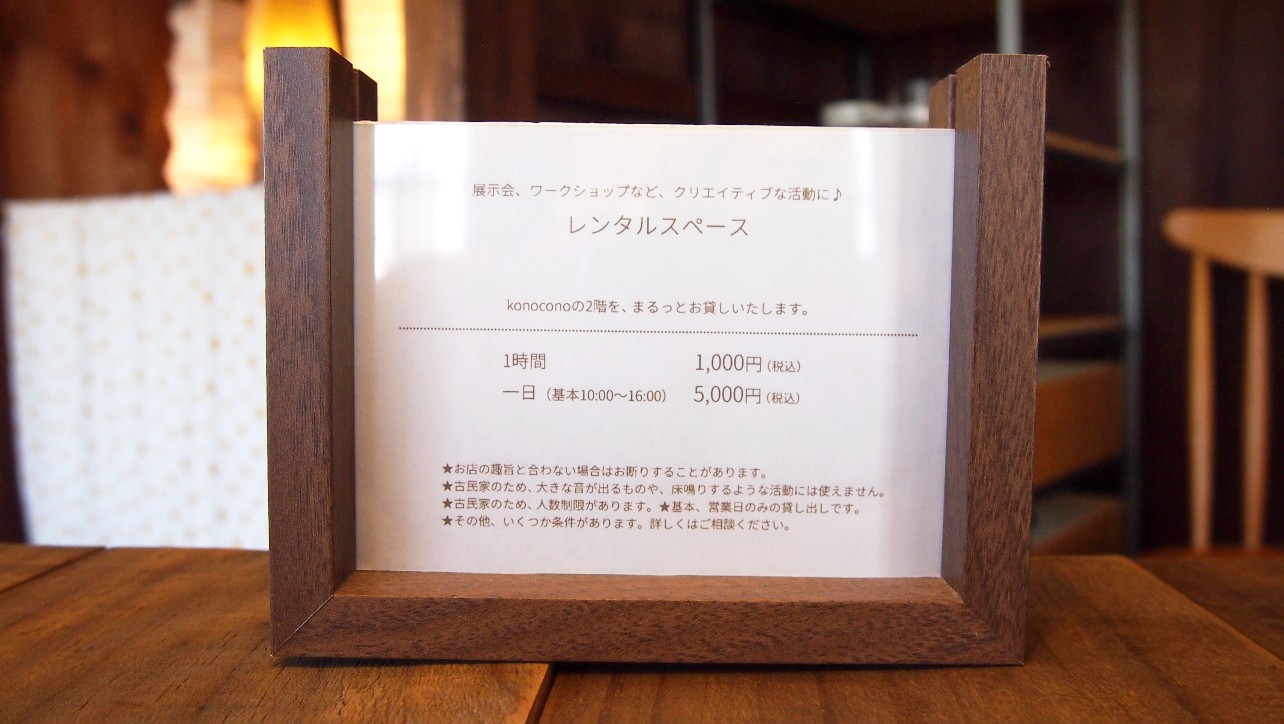 展示会、ワークショップなど、クリエイティブな活動に♪
レンタルスペース
konoconoの2階を、まるっとお貸しいたします。
1時間 1,000円(税込)
一日（基本10:00～16:00） 5,000円(税込)
★お店の趣旨と合わない場合はお断りすることがあります。
★古民家のため、大きな音が出るものや、床鳴りするような活動には使えません。
★古民家のため、人数制限があります。★基本、営業日のみの貸し出しです。
★その他、いくつか条件があります。詳しくはご相談ください。